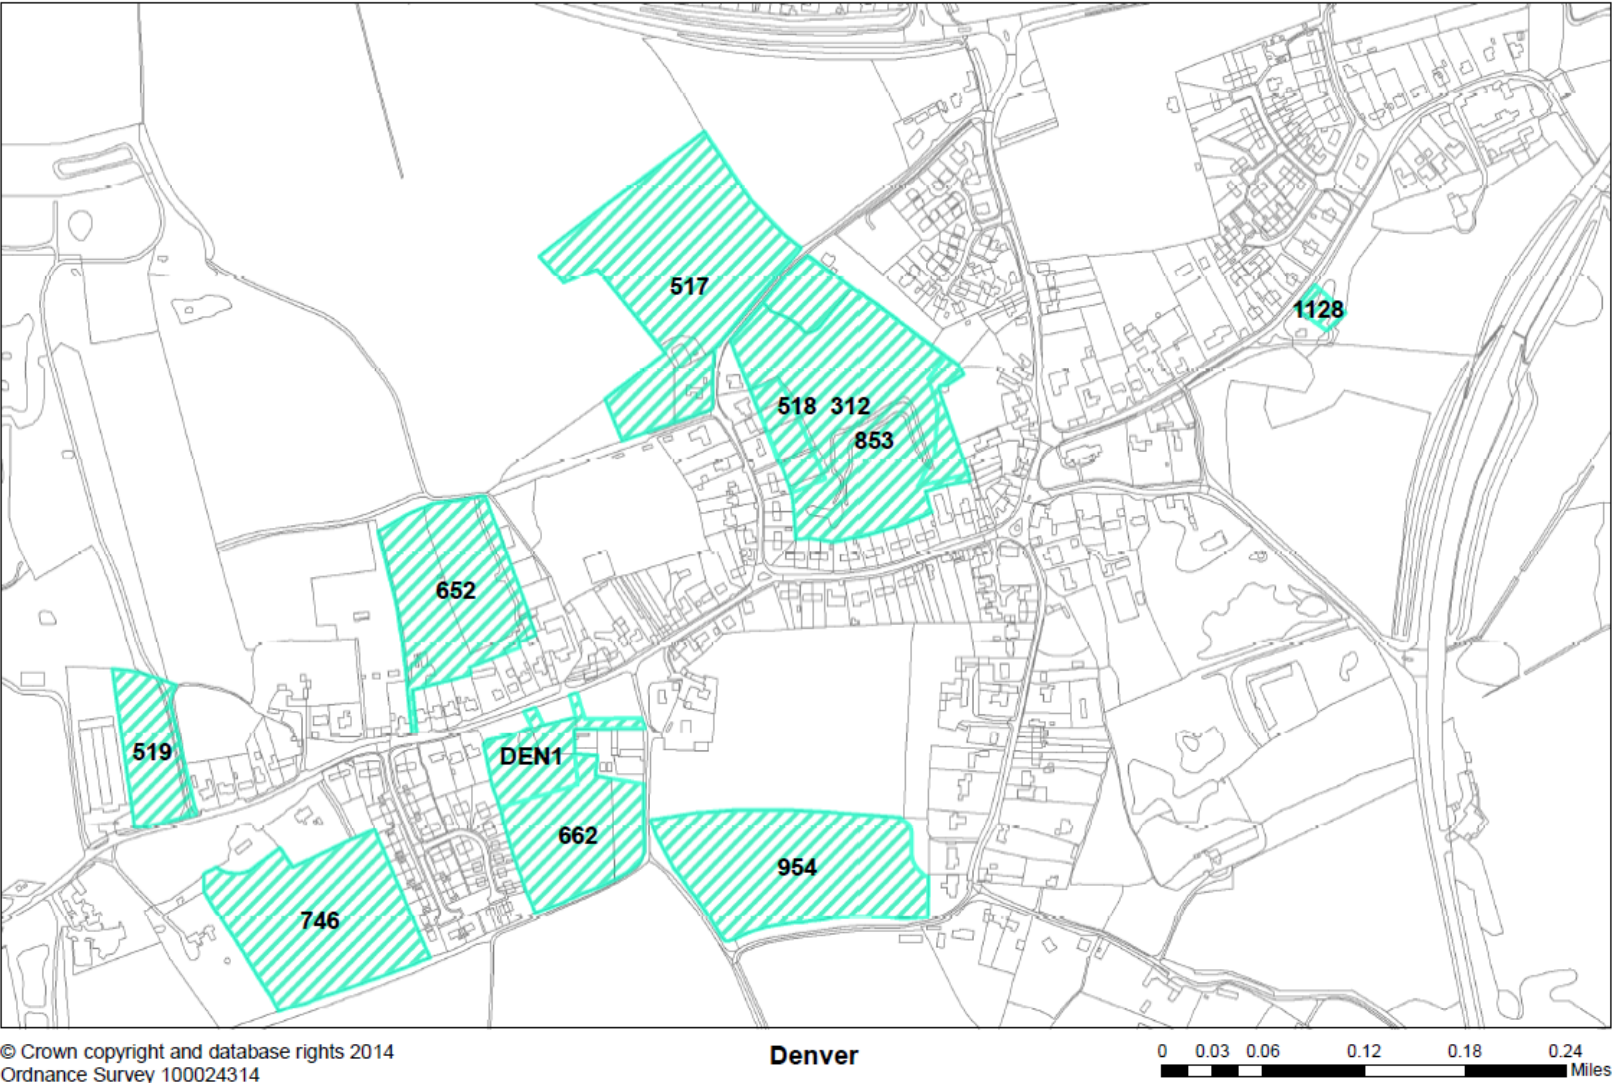 517
1128
518 312
853
652
519
DEN1
662
954
746
© Crown copyright and database rights 2014
Ordnance Survey 100024314
Denver
0 0.03 0.06 0.12 0.18 0.24
Miles